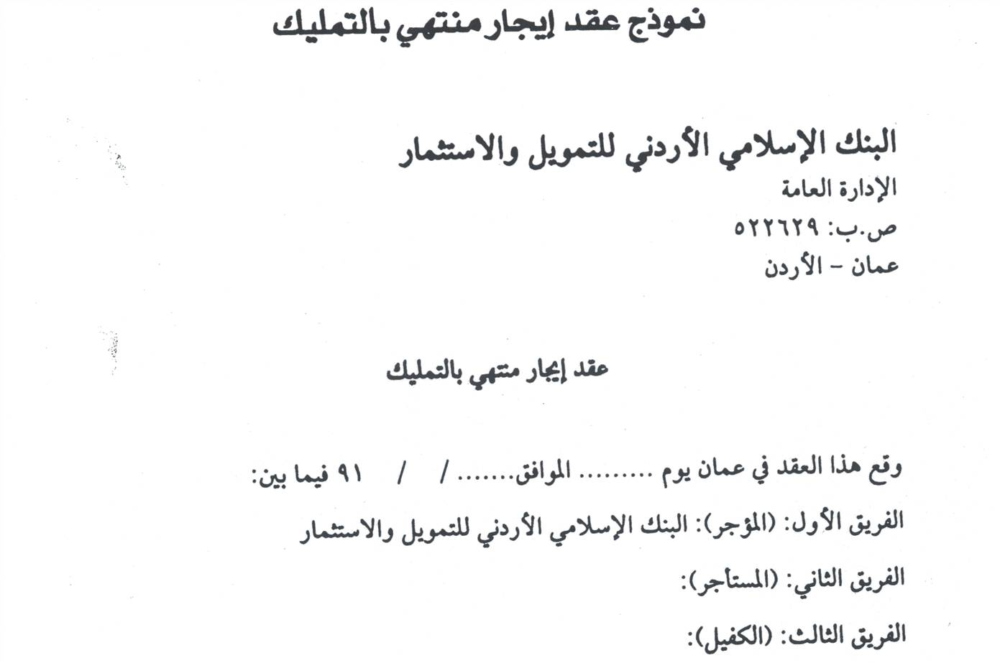 نموذج عقد إيجار منتهي بالتمليك
البنك الإسلامي الأردني للتمويل والاستثمار
الإدارة العامة
ص.ب: ٥٢٢٦٢٩
عمان – الأردن
عقد إيجار منتهي بالتمليك
وقع هذا العقد في عمان يوم ......... الموافق....... / / ٩١ فيما بين:
الفريق الأول: (المؤجر): البنك الإسلامي الأردني للتمويل والاستثمار
الفريق الثاني: (المستأجر):
الفريق الثالث: (الكفيل):